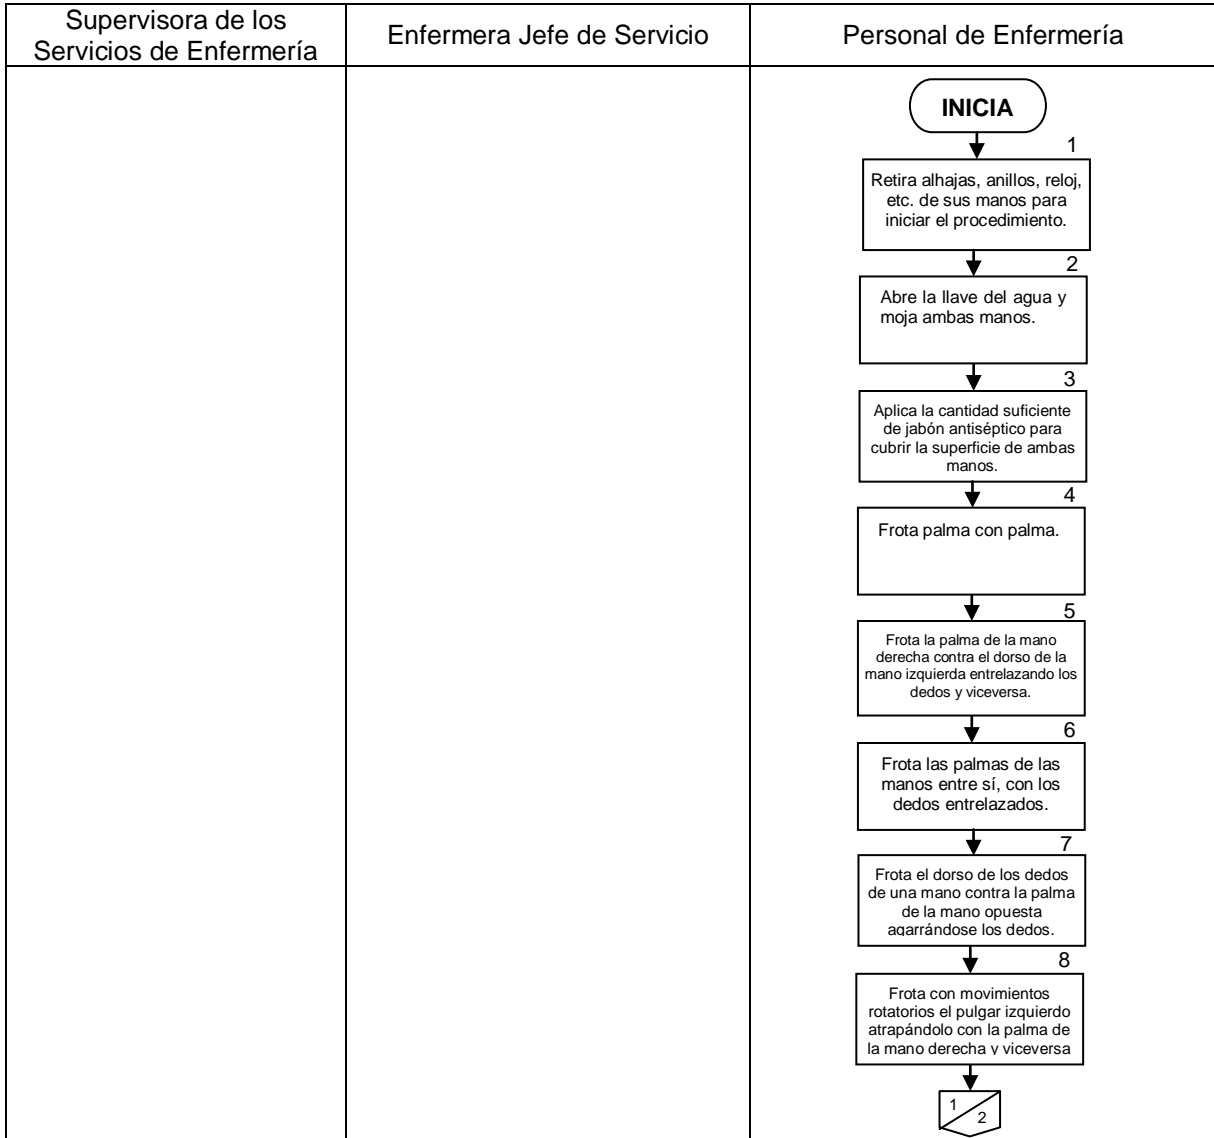 Supervisora de los
Servicios de Enfermería
Enfermera Jefe de Servicio
Personal de Enfermería
INICIA
1
Retira alhajas, anillos, reloj,
etc. de sus manos para
iniciar el procedimiento.
2
Abre la llave del agua y
moja ambas manos.
3
Aplica la cantidad suficiente
de jabón antiséptico para
cubrir la superficie de ambas
manos.
4
Frota palma con palma.
5
Frota la palma de la mano
derecha contra el dorso de la
mano izquierda entrelazando los
dedos y viceversa.
6
Frota las palmas de las
manos entre sí, con los
dedos entrelazados.
7
Frota el dorso de los dedos
de una mano contra la palma
de la mano opuesta
agarrándose los dedos.
8
Frota con movimientos
rotatorios el pulgar izquierdo
atrapándolo con la palma de
la mano derecha y viceversa
1
2